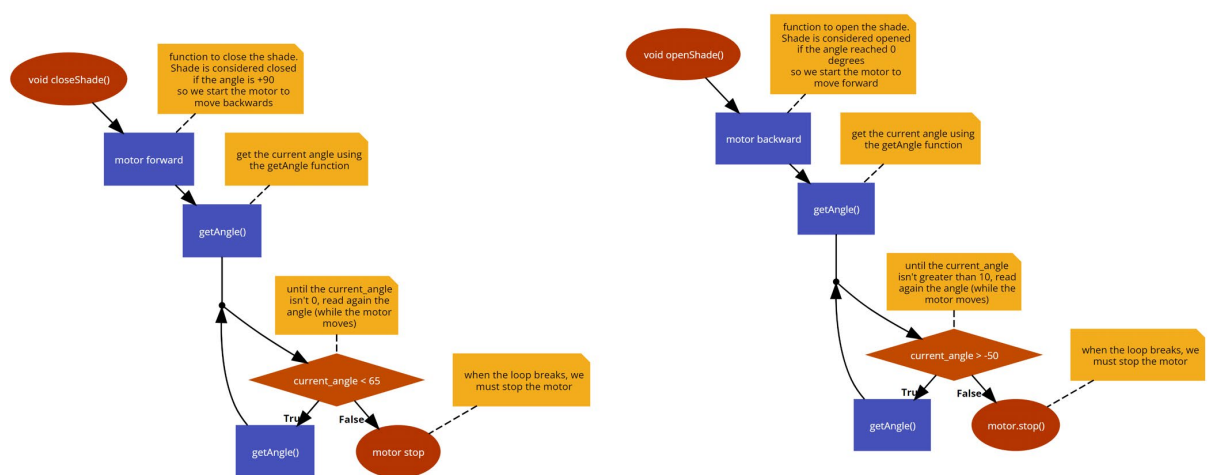 void closeShade()
function to close the shade.
Shade is considered closed
if the angle is +90
so we start the motor to
move backwards
motor forward
get the current angle using
the getAngle function
getAngle()
until the current_angle
isn't 0, read again the
angle (while the motor
moves)
current_angle < 65
when the loop breaks, we
must stop the motor
True
False
getAngle()
motor stop
void openShade()
function to open the shade.
Shade is considered opened
if the angle reached 0
degrees
so we start the motor to
move forward
motor backward
get the current angle using
the getAngle function
getAngle()
until the current_angle
isn't greater than 10, read
again the angle (while the
motor moves)
current_angle > -50
when the loop breaks, we
must stop the motor
True
False
getAngle()
motor.stop()